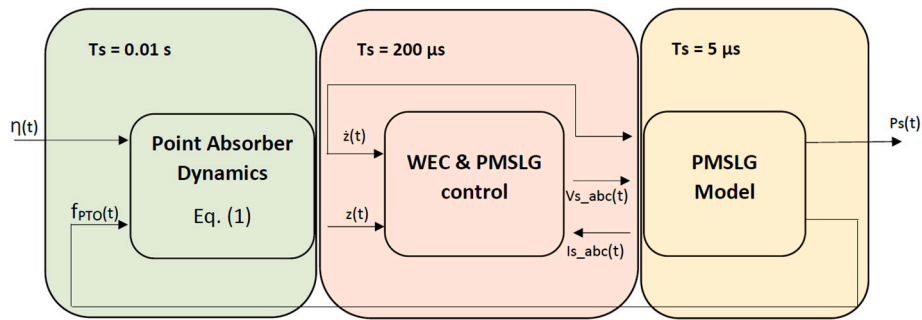 Ts = 0.01 s
Ts = 200 µs
Ts = 5 µs
η(t)
Point Absorber
Dynamics
Eq. (1)
fPTO(t)
ż(t)
z(t)
WEC & PMSLG
control
Vs_abc(t)
Is_abc(t)
PMSLG
Model
Ps(t)